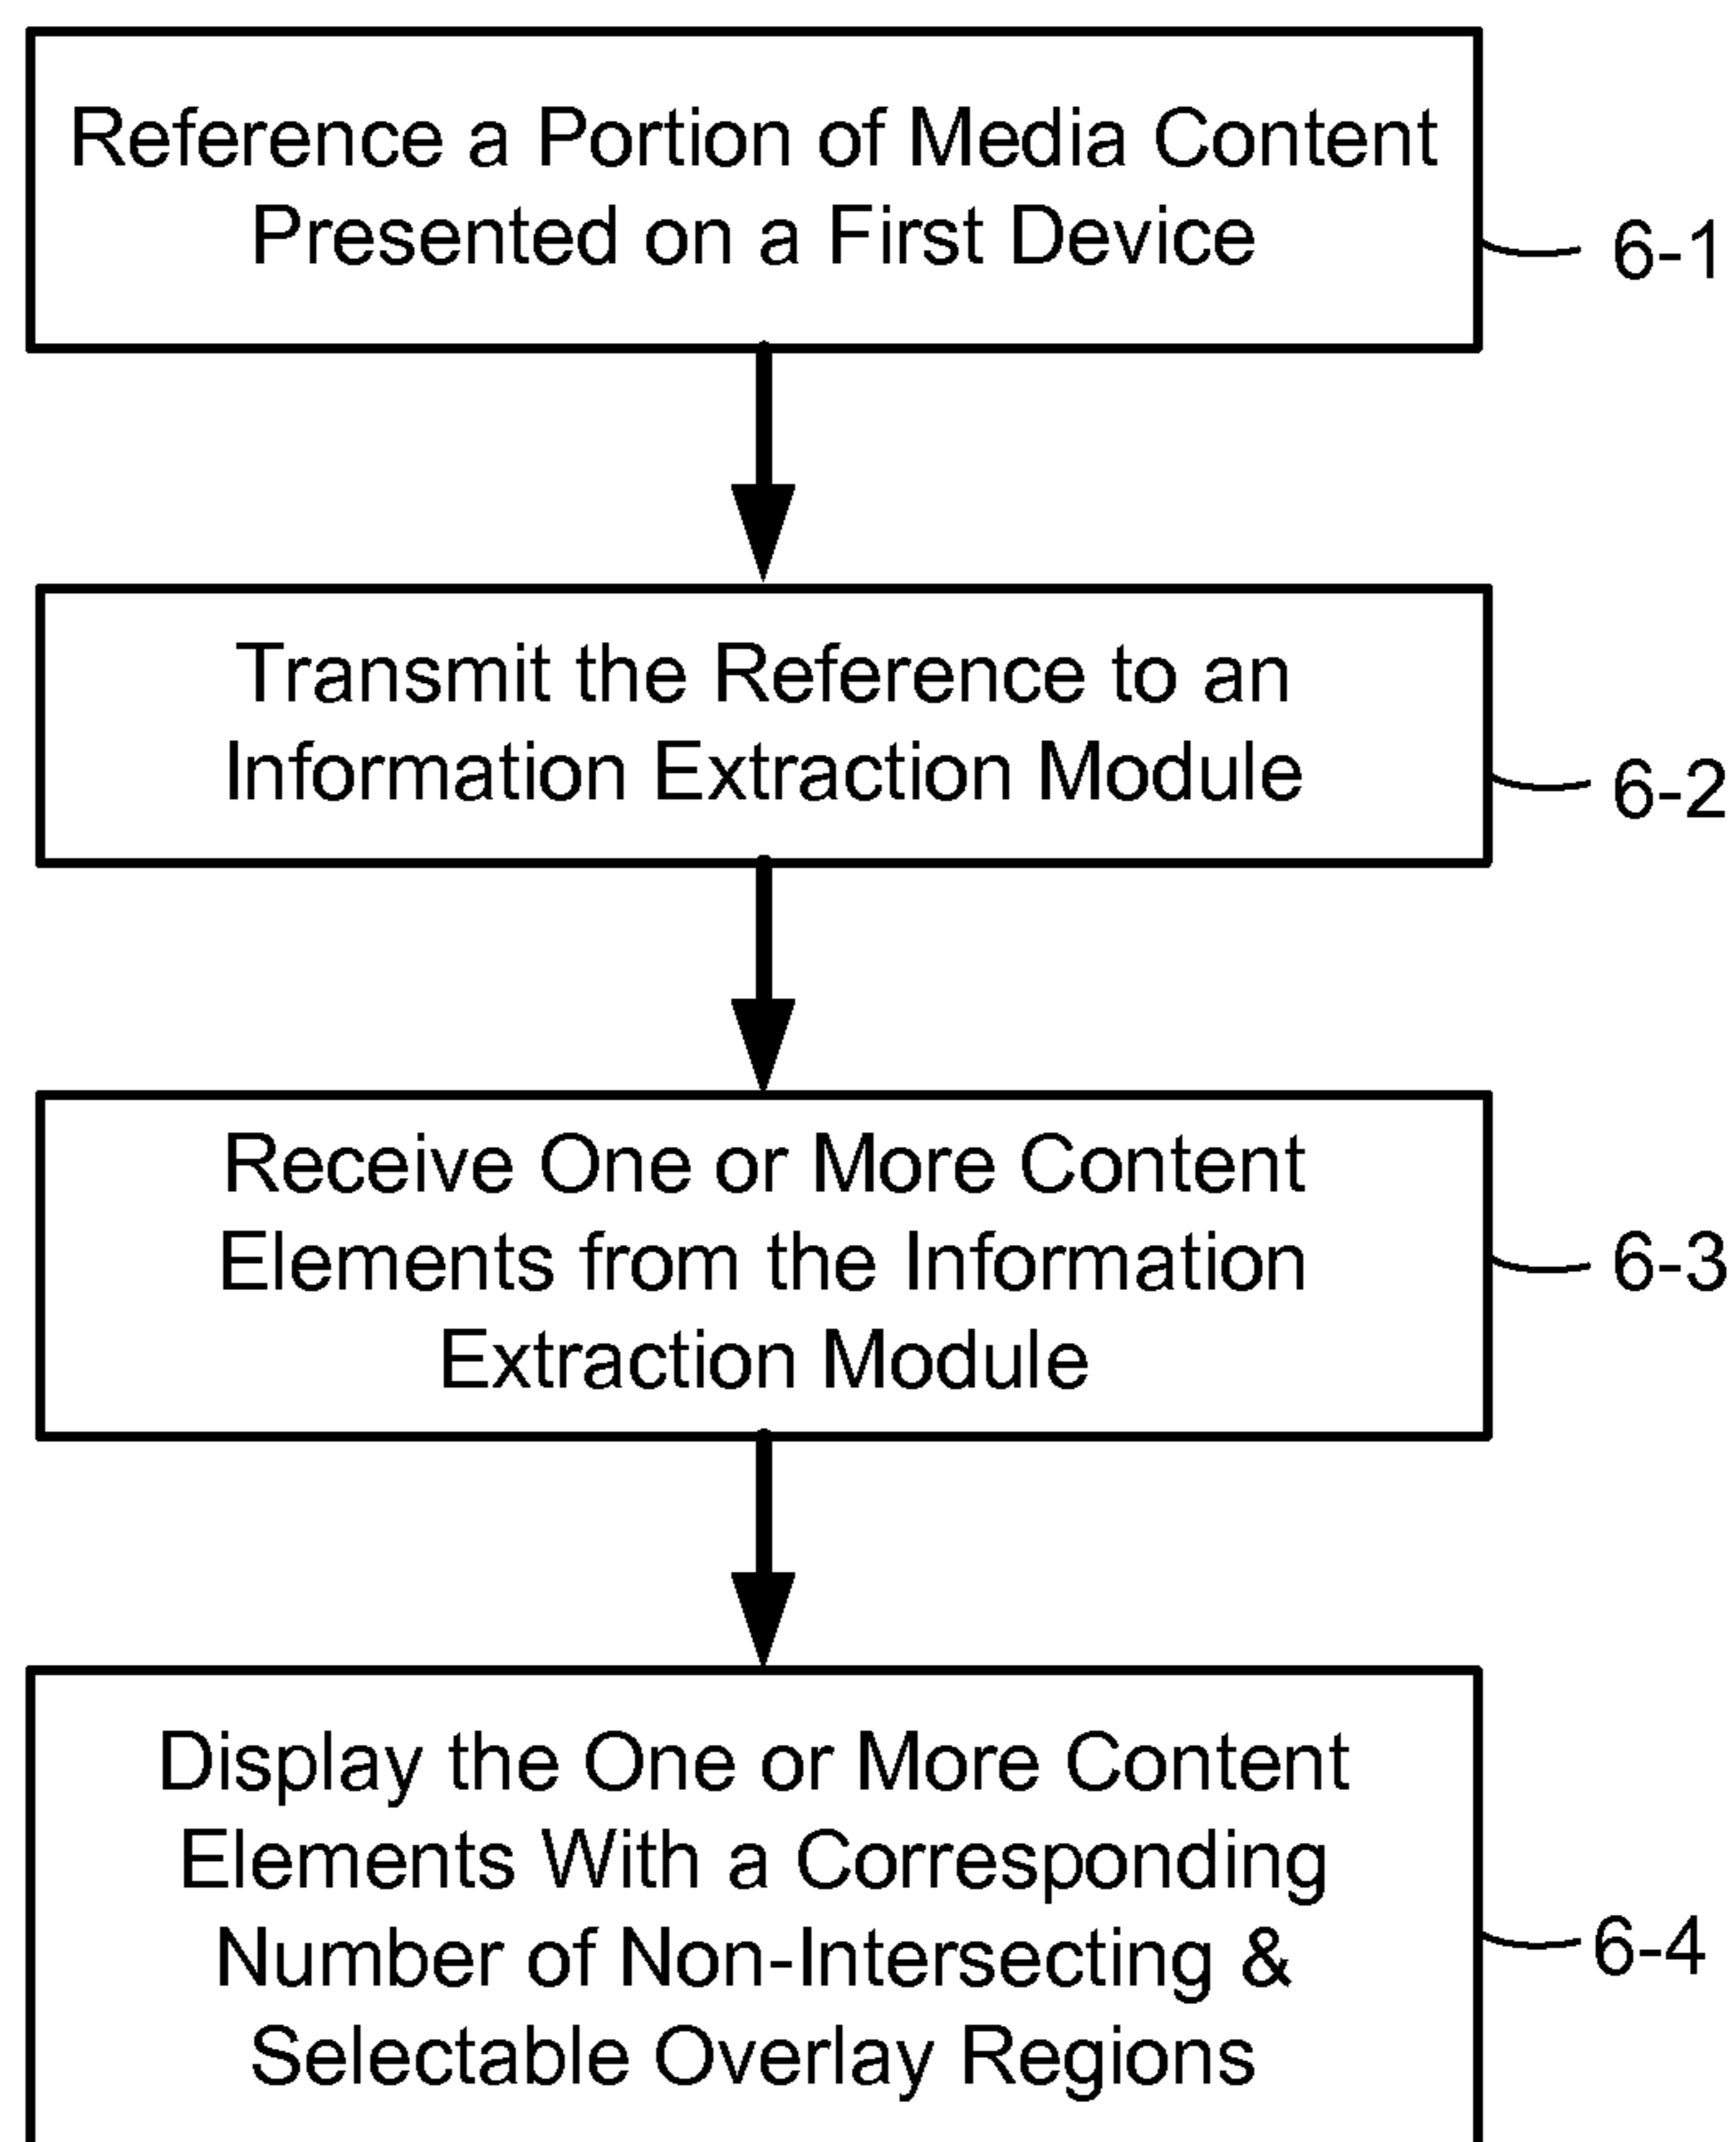 Reference a Portion of Media Content
Presented on a First Device
6-1
Transmit the Reference to an
Information Extraction Module
6-2
Receive One or More Content
Elements from the Information
Extraction Module
6-3
Display the One or More Content
Elements With a Corresponding
Number of Non-Intersecting &
Selectable Overlay Regions
6-4